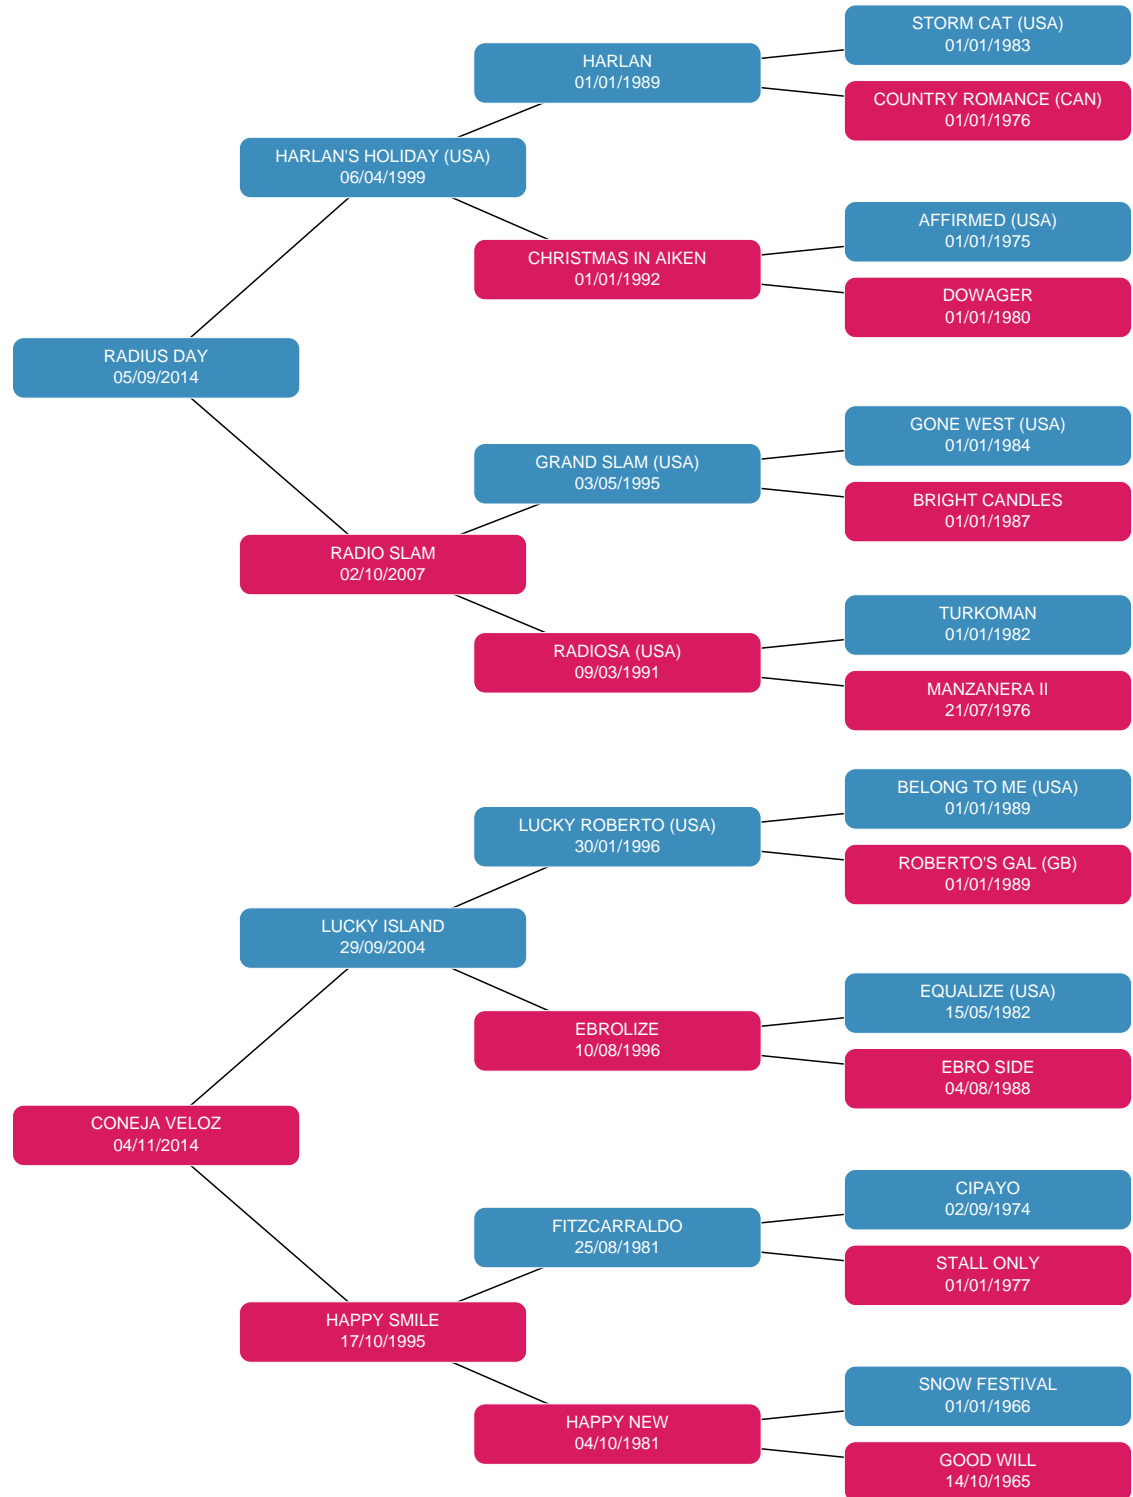 STORM CAT (USA)
01/01/1983
HARLAN
01/01/1989
COUNTRY ROMANCE (CAN)
01/01/1976
HARLAN'S HOLIDAY (USA)
06/04/1999
AFFIRMED (USA)
01/01/1975
CHRISTMAS IN AIKEN
01/01/1992
DOWAGER
01/01/1980
RADIUS DAY
05/09/2014
GONE WEST (USA)
01/01/1984
GRAND SLAM (USA)
03/05/1995
BRIGHT CANDLES
01/01/1987
RADIO SLAM
02/10/2007
TURKOMAN
01/01/1982
RADIOSA (USA)
09/03/1991
MANZANERA II
21/07/1976
BELONG TO ME (USA)
01/01/1989
LUCKY ROBERTO (USA)
30/01/1996
ROBERTO'S GAL (GB)
01/01/1989
LUCKY ISLAND
29/09/2004
EQUALIZE (USA)
15/05/1982
EBROLIZE
10/08/1996
EBRO SIDE
04/08/1988
CONEJA VELOZ
04/11/2014
CIPAYO
02/09/1974
FITZCARRALDO
25/08/1981
STALL ONLY
01/01/1977
HAPPY SMILE
17/10/1995
SNOW FESTIVAL
01/01/1966
HAPPY NEW
04/10/1981
GOOD WILL
14/10/1965